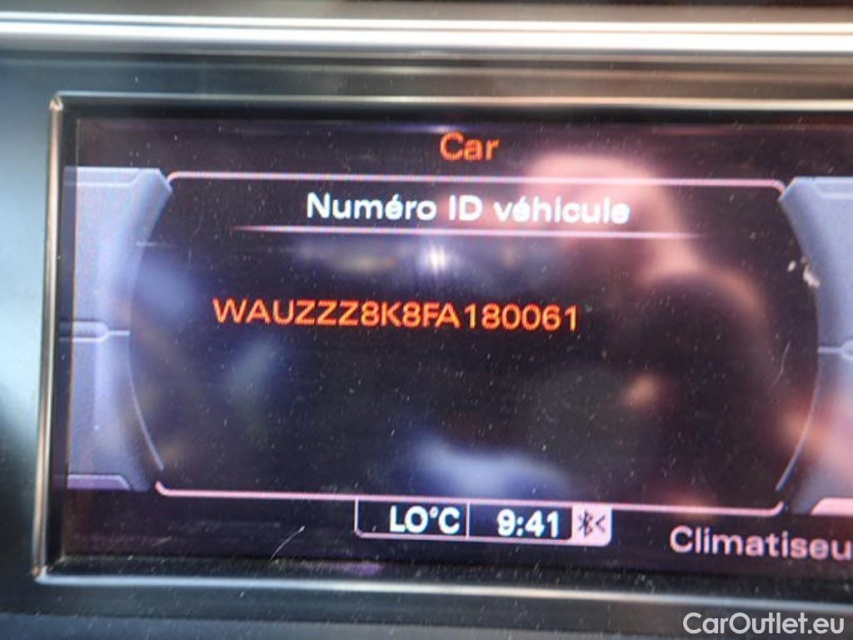 Car
Numéro ID véhicule
WAUZZZ8K8FA180061
LO°C 9:41
Climatiseu
CarOutlet.eu